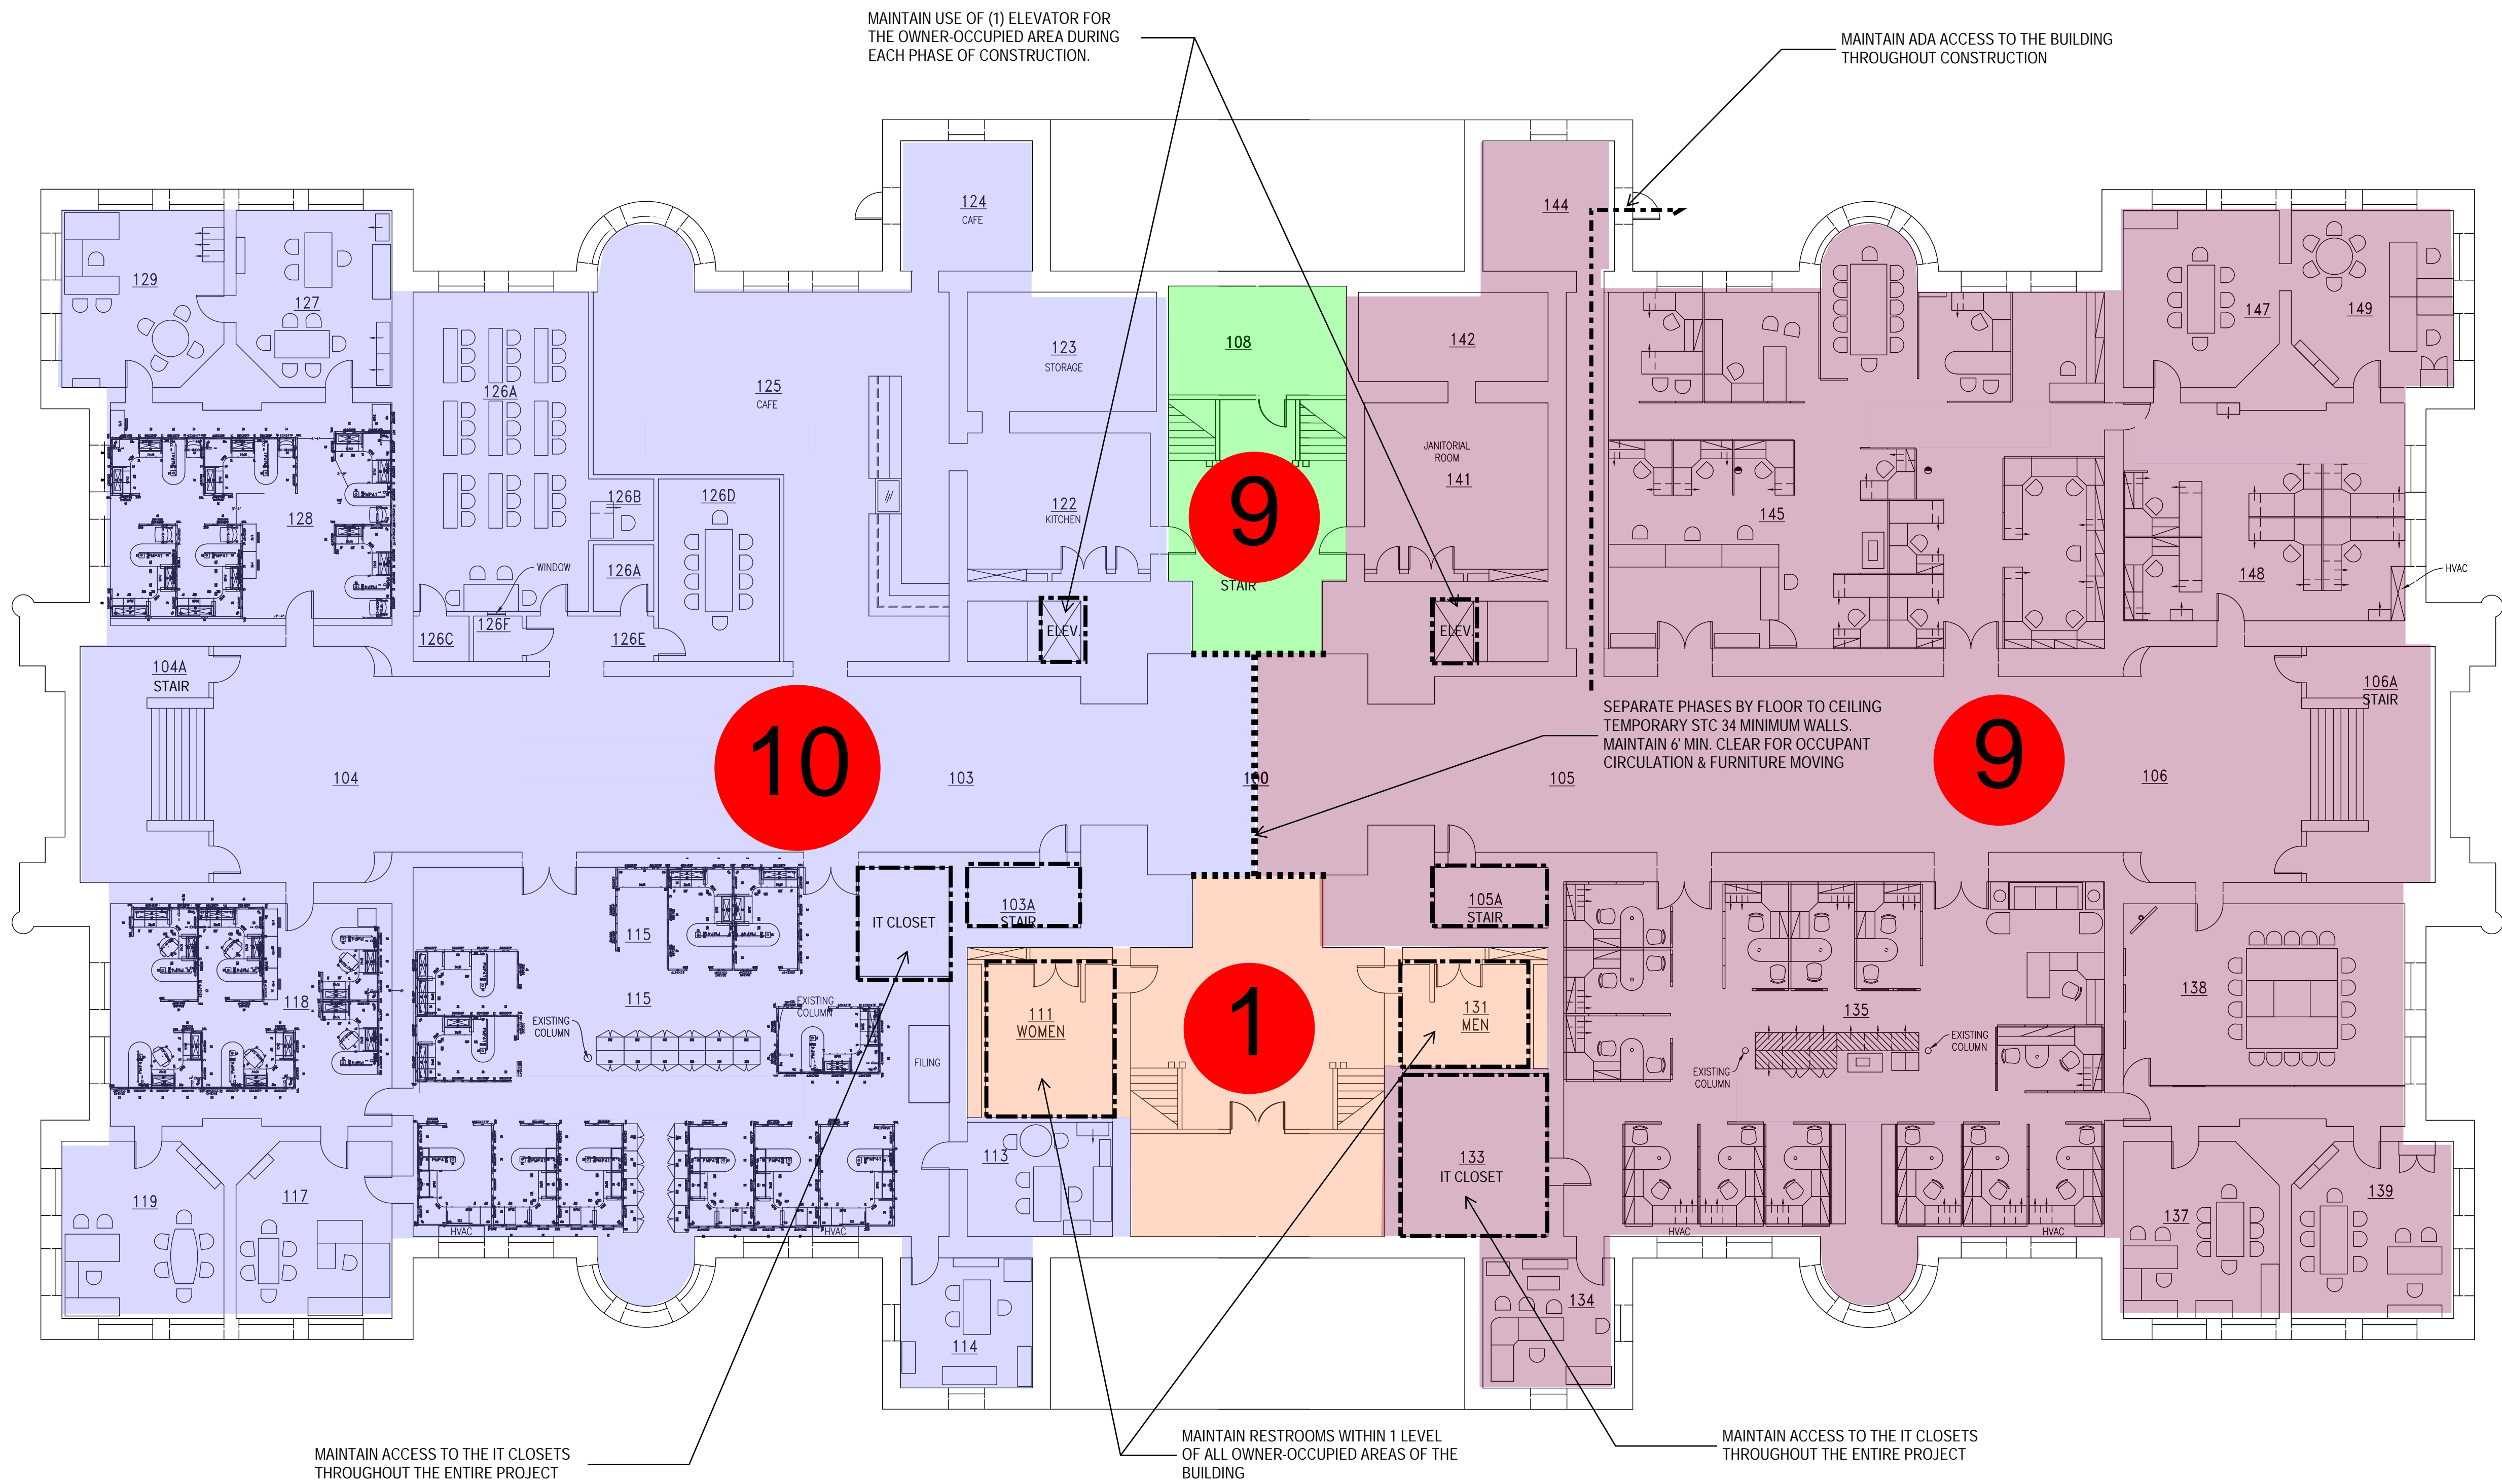 MAINTAIN USE OF (1) ELEVATOR FOR
THE OWNER-OCCUPIED AREA DURING
EACH PHASE OF CONSTRUCTION.
MAINTAIN ADA ACCESS TO THE BUILDING
THROUGHOUT CONSTRUCTION
124
CAFE
144
129
127
126A
125
CAFE
123
STORAGE
108
142
147
149
128
126B
126D
122
KITCHEN
9
JANITORIAL
ROOM
141
145
148
HVAC
WINDOW
126A
126C
126F
126E
ELEV.
STAIR
ELEV.
104A
STAIR
106A
STAIR
SEPARATE PHASES BY FLOOR TO CEILING
TEMPORARY STC 34 MINIMUM WALLS.
MAINTAIN 6' MIN. CLEAR FOR OCCUPANT
CIRCULATION & FURNITURE MOVING
104
10
103
100
105
9
106
115
IT CLOSET
103A
STAIR
105A
STAIR
118
115
EXISTING
COLUMN
EXISTING
COLUMN
FILING
111
WOMEN
1
131
MEN
135
138
EXISTING
COLUMN
EXISTING
COLUMN
113
133
IT CLOSET
119
117
HVAC
HVAC
HVAC
HVAC
137
139
114
134
MAINTAIN ACCESS TO THE IT CLOSETS
THROUGHOUT THE ENTIRE PROJECT
MAINTAIN RESTROOMS WITHIN 1 LEVEL
OF ALL OWNER-OCCUPIED AREAS OF THE
BUILDING
MAINTAIN ACCESS TO THE IT CLOSETS
THROUGHOUT THE ENTIRE PROJECT